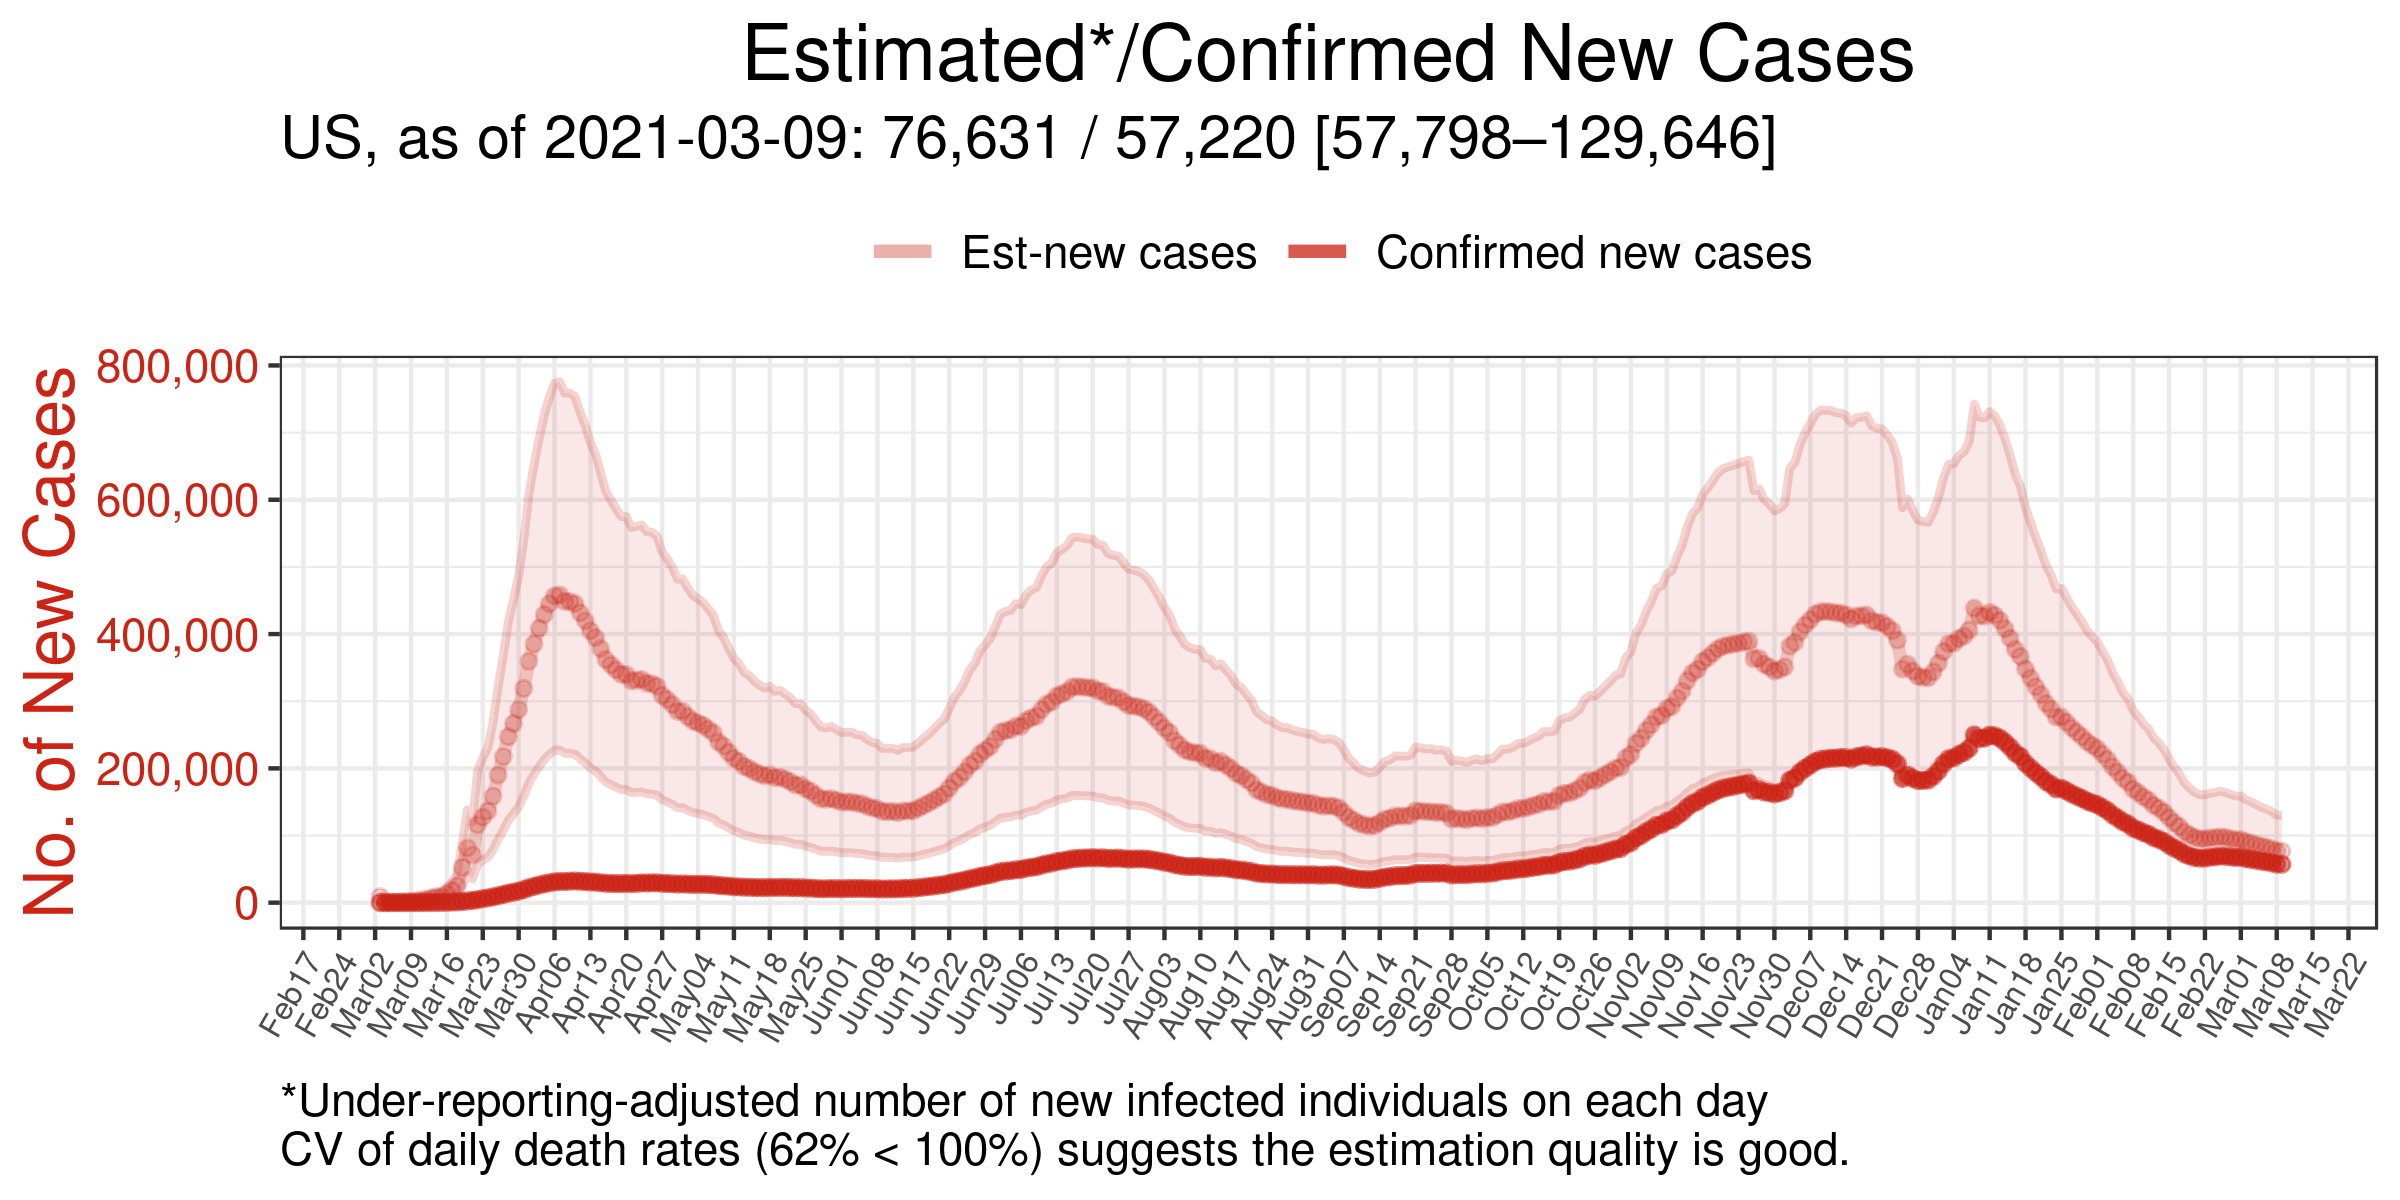 Estimated*/Confirmed New Cases
US, as of 2021-03-09: 76,631 / 57,220 [57,798–129,646]
Est-new cases Confirmed new cases
No. of New Cases
800,000
600,000
400,000
200,000
0
Feb17 Feb24 Mar02 Mar09 Mar16 Mar23 Mar30 Apr06 Apr13 Apr20 Apr27 May04 May11 May18 May25 Jun01 Jun08 Jun15 Jun22 Jun29 Jul06 Jul13 Jul20 Jul27 Aug03 Aug10 Aug17 Aug24 Aug31 Sep07 Sep14 Sep21 Sep28 Oct05 Oct12 Oct19 Oct26 Nov02 Nov09 Nov16 Nov23 Nov30 Dec07 Dec14 Dec21 Dec28 Jan04 Jan11 Jan18 Jan25 Feb01 Feb08 Feb15 Feb22 Mar01 Mar08 Mar15 Mar22
*Under-reporting-adjusted number of new infected individuals on each day
CV of daily death rates (62% < 100%) suggests the estimation quality is good.